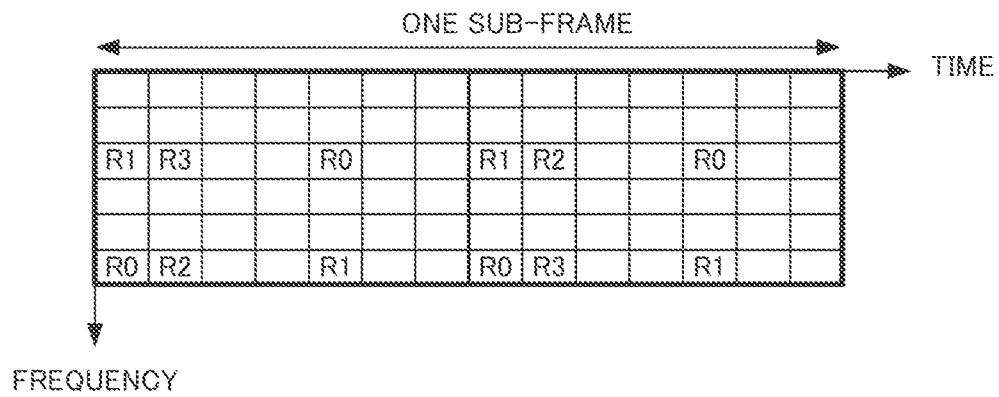 ONE SUB-FRAME
TIME
R1 R3 R0 R1 R2 R0
R0 R2 R1 R0 R3 R1
FREQUENCY